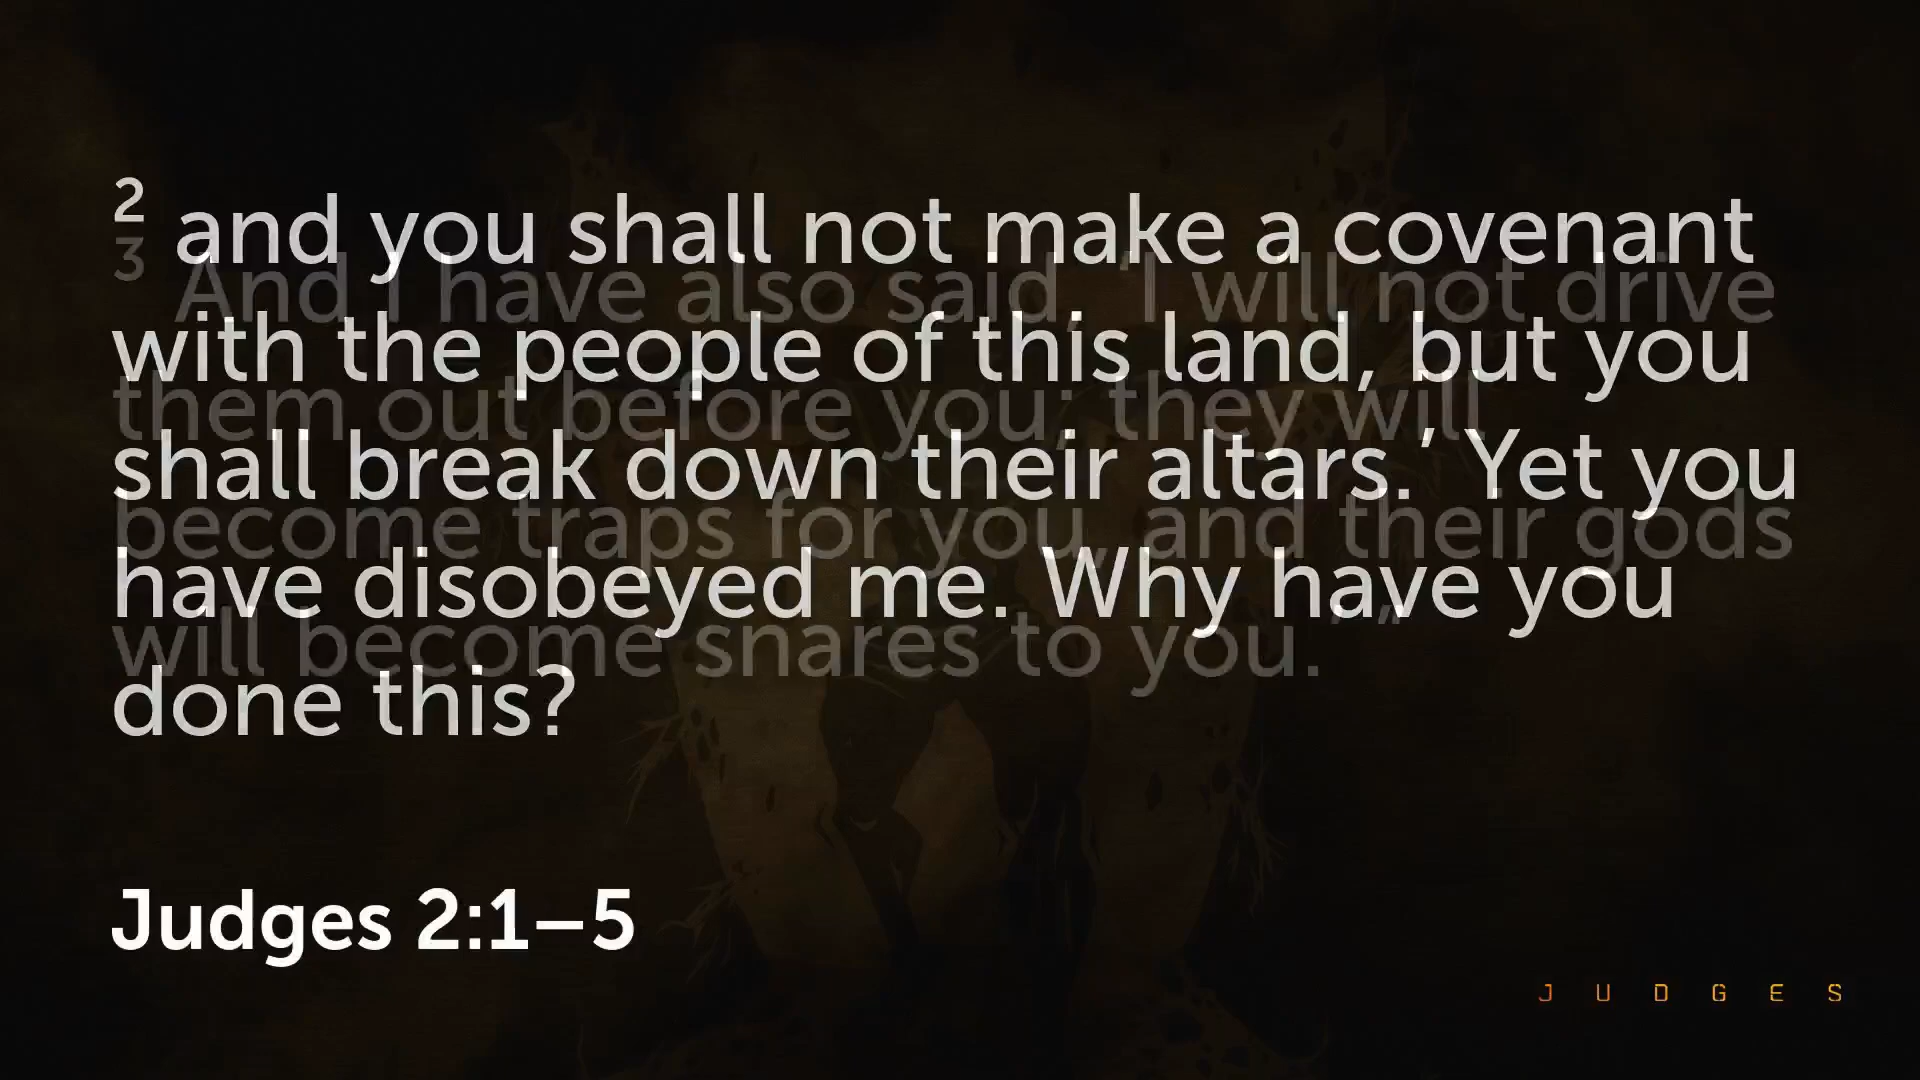 2 and you shall not make a covenant
with the people of this land, but you
shall break down their altars.’ Yet you
have disobeyed me. Why have you
done this?
3 And I have also said, ‘I will not drive
them out before you; they will
become traps for you, and their gods
will become snares to you.’ ”
Judges 2:1–5
JUDGES